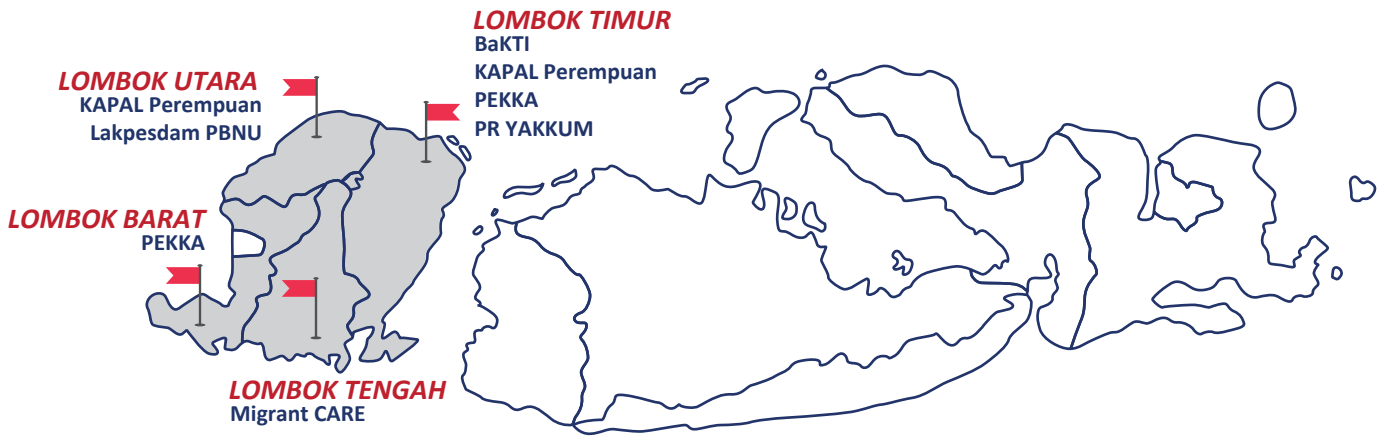 LOMBOK TIMUR
BaKTI
KAPAL Perempuan
PEKKA
PR YAKKUM
LOMBOK UTARA
KAPAL Perempuan
Lakpesdam PBNU
LOMBOK BARAT
PEKKA
LOMBOK TENGAH
Migrant CARE